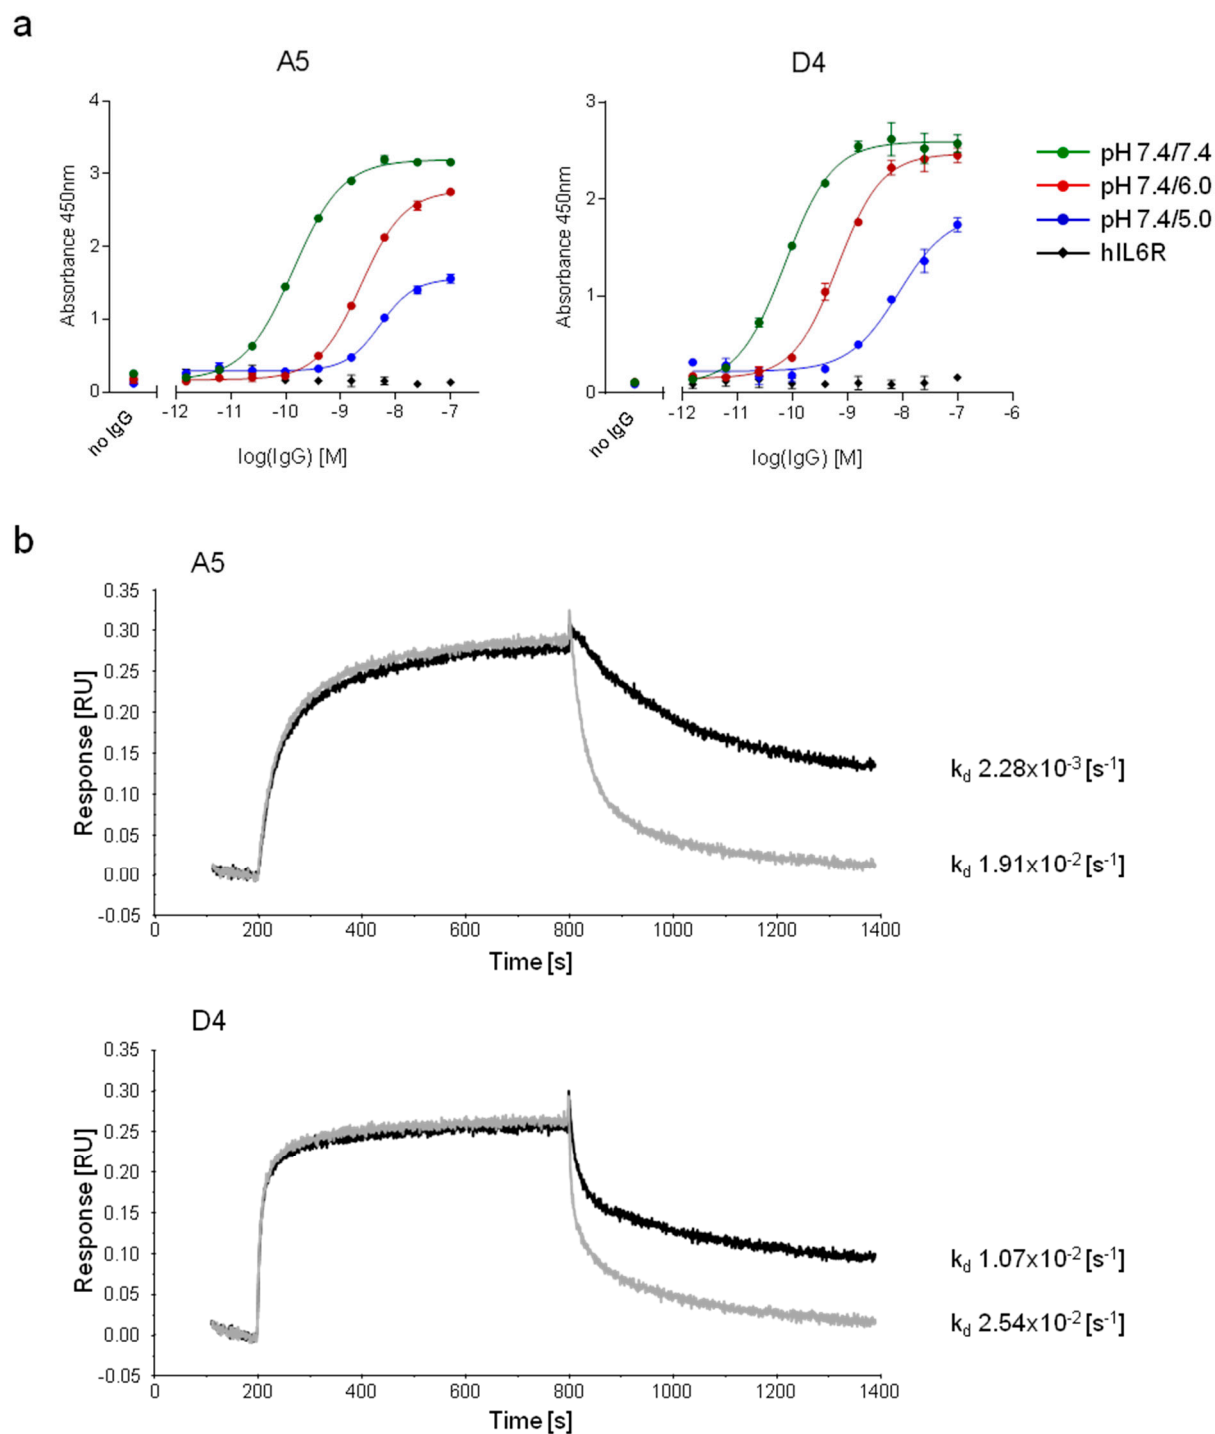 a
A5
D4
4
3
2
1
0
Absorbance 450nm
no IgG
-12 -11 -10 -9 -8 -7
log(IgG) [M]
3
2
1
0
Absorbance 450nm
no IgG
-12 -11 -10 -9 -8 -7 -6
log(IgG) [M]
pH 7.4/7.4
pH 7.4/6.0
pH 7.4/5.0
hIL6R
b
A5
0.35
0.30
0.25
0.20
0.15
0.10
0.05
0.00
-0.05
Response [RU]
0 200 400 600 800 1000 1200 1400
Time [s]
kd 2.28x10-3 [s-1]
kd 1.91x10-2 [s-1]
D4
0.35
0.30
0.25
0.20
0.15
0.10
0.05
0.00
-0.05
Response [RU]
0 200 400 600 800 1000 1200 1400
Time [s]
kd 1.07x10-2 [s-1]
kd 2.54x10-2 [s-1]